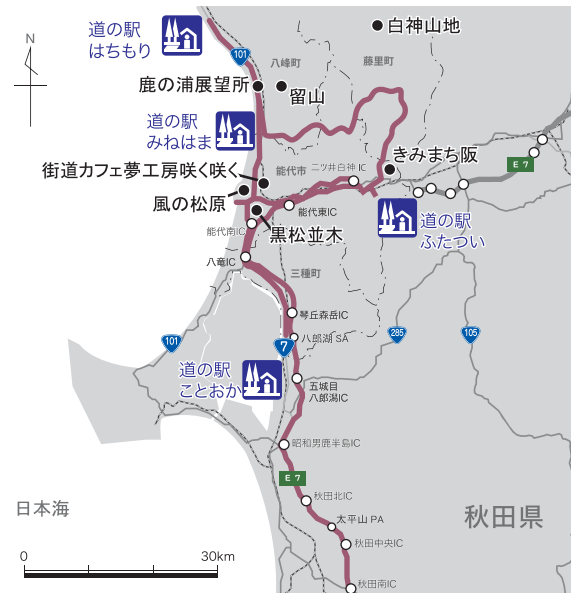 道の駅
はちもり
N
101
白神山地
八峰町
藤里町
鹿の浦展望所
留山
道の駅
みねはま
街道カフェ夢工房咲く咲く
能代市
二ツ井白神IC
きみまち阪
E7
風の松原
能代東IC
能代南IC
黒松並木
道の駅
ふたつい
八竜IC
三種町
琴丘森岳IC
101
八郎湖SA
285
105
7
道の駅
ことおか
五城目
八郎潟IC
昭和男鹿半島IC
E7
秋田北IC
日本海
太平山PA
秋田県
秋田中央IC
0
30km
秋田南IC